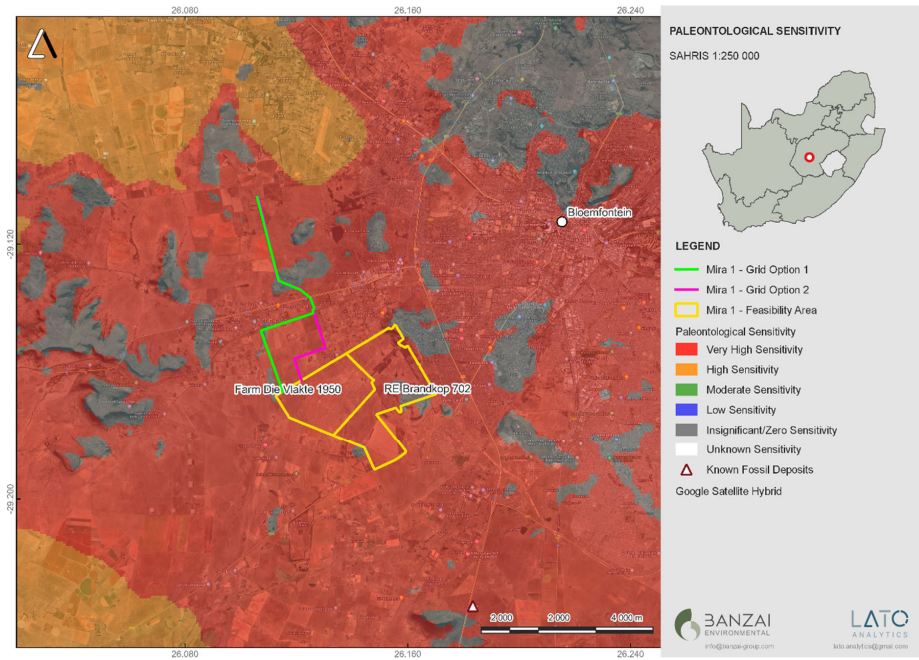 26.080
26.160
26.240
-29.120
-29.200
Bloemfontein
Farm Die Vlakte 1950
RE Brandkop 702
2 000
2 000
4 000 m
26.080
26.160
26.240
PALEONTOLOGICAL SENSITIVITY
SAHRIS 1:250 000
LEGEND
Mira 1 - Grid Option 1
Mira 1 - Grid Option 2
Mira 1 - Feasibility Area
Paleontological Sensitivity
Very High Sensitivity
High Sensitivity
Moderate Sensitivity
Low Sensitivity
Insignificant/Zero Sensitivity
Unknown Sensitivity
Known Fossil Deposits
Google Satellite Hybrid
BANZAI
ENVIRONMENTAL
info@banzai-group.com
LATO
ANALYTICS
lato.analytics@gmail.com